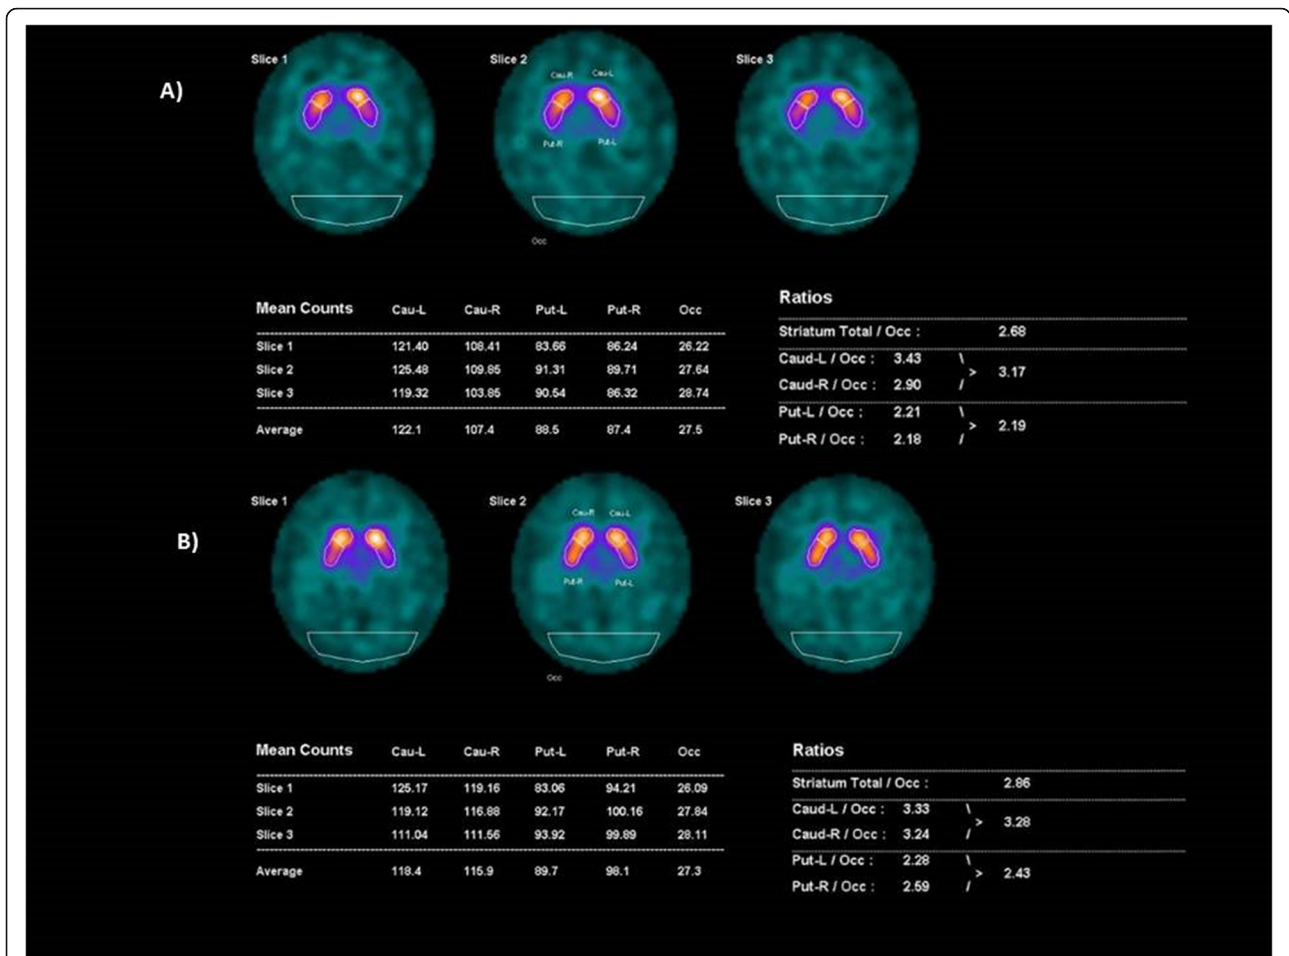 A)
Slice 1
Slice 2
Slice 3
Cau-R Cau-L
Put-R Put-L
Occ
Mean Counts Cau-L Cau-R Put-L Put-R Occ
Slice 1 121.40 108.41 83.66 86.24 26.22
Slice 2 125.48 109.85 91.31 89.71 27.64
Slice 3 119.32 103.85 90.54 86.32 28.74
Average 122.1 107.4 88.5 87.4 27.5
Ratios
Striatum Total / Occ : 2.68
Caud-L / Occ : 3.43 \
> 3.17
Caud-R / Occ : 2.90 /
Put-L / Occ : 2.21 \
> 2.19
Put-R / Occ : 2.18 /
B)
Slice 1
Slice 2
Slice 3
Cau-R Cau-L
Put-R Put-L
Occ
Mean Counts Cau-L Cau-R Put-L Put-R Occ
Slice 1 125.17 119.16 83.06 94.21 26.09
Slice 2 119.12 116.88 92.17 100.16 27.84
Slice 3 111.04 111.56 93.92 99.89 28.11
Average 118.4 115.9 89.7 98.1 27.3
Ratios
Striatum Total / Occ : 2.86
Caud-L / Occ : 3.33 \
> 3.28
Caud-R / Occ : 3.24 /
Put-L / Occ : 2.28 \
> 2.43
Put-R / Occ : 2.59 /